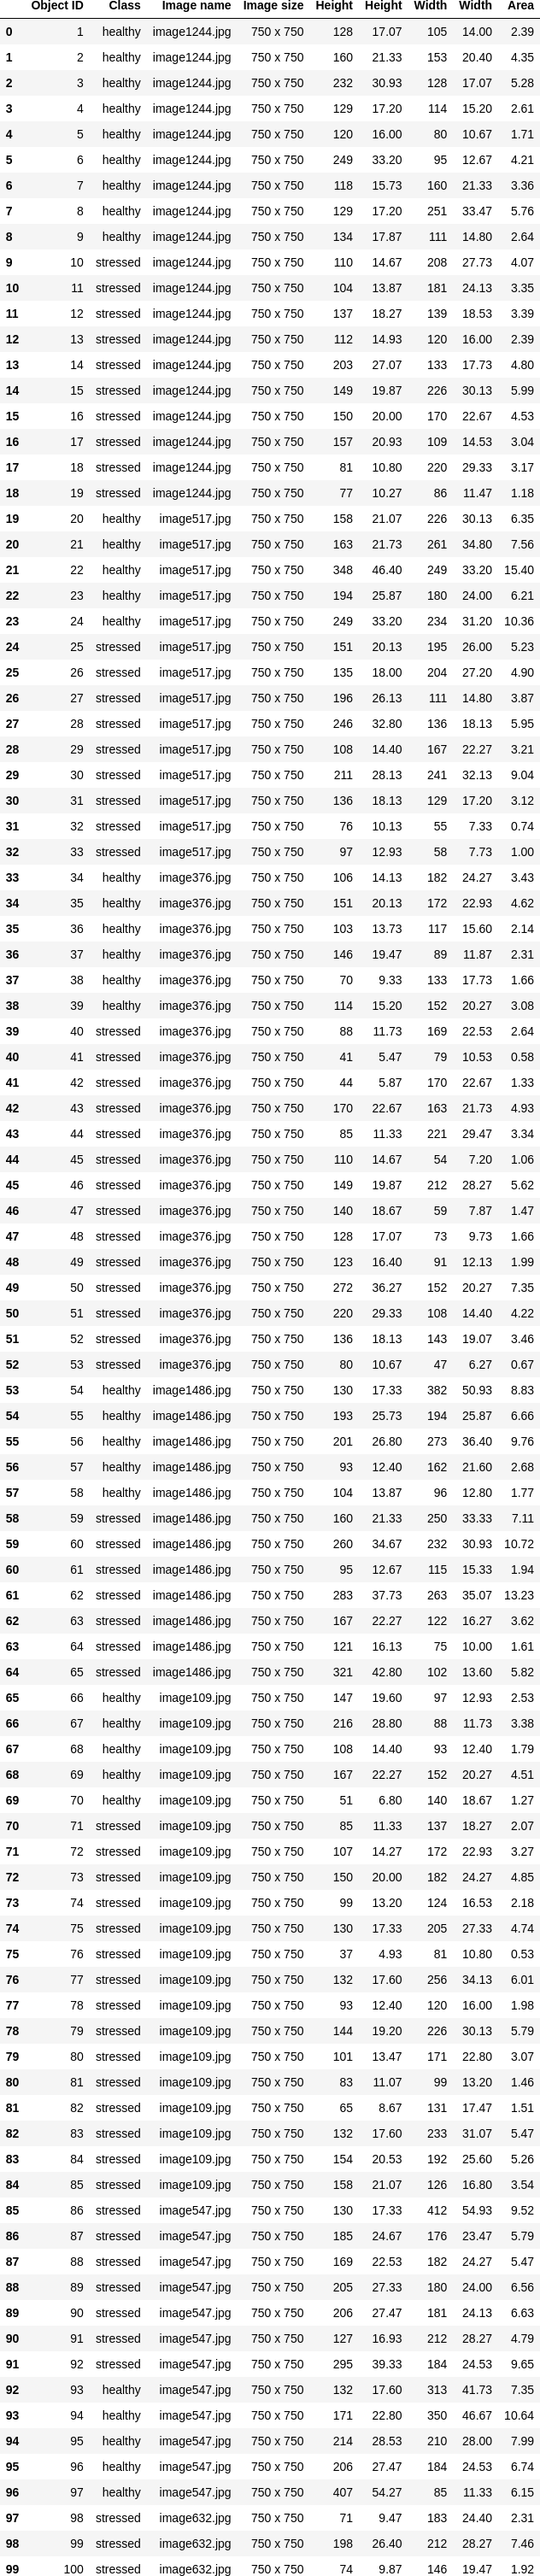 Object ID Class Image name Image size Height Height Width Width Area
0 1 healthy image1244.jpg 750 x 750 128 17.07 105 14.00 2.39
1 2 healthy image1244.jpg 750 x 750 160 21.33 153 20.40 4.35
2 3 healthy image1244.jpg 750 x 750 232 30.93 128 17.07 5.28
3 4 healthy image1244.jpg 750 x 750 129 17.20 114 15.20 2.61
4 5 healthy image1244.jpg 750 x 750 120 16.00 80 10.67 1.71
5 6 healthy image1244.jpg 750 x 750 249 33.20 95 12.67 4.21
6 7 healthy image1244.jpg 750 x 750 118 15.73 160 21.33 3.36
7 8 healthy image1244.jpg 750 x 750 129 17.20 251 33.47 5.76
8 9 healthy image1244.jpg 750 x 750 134 17.87 111 14.80 2.64
9 10 stressed image1244.jpg 750 x 750 110 14.67 208 27.73 4.07
10 11 stressed image1244.jpg 750 x 750 104 13.87 181 24.13 3.35
11 12 stressed image1244.jpg 750 x 750 137 18.27 139 18.53 3.39
12 13 stressed image1244.jpg 750 x 750 112 14.93 120 16.00 2.39
13 14 stressed image1244.jpg 750 x 750 203 27.07 133 17.73 4.80
14 15 stressed image1244.jpg 750 x 750 149 19.87 226 30.13 5.99
15 16 stressed image1244.jpg 750 x 750 150 20.00 170 22.67 4.53
16 17 stressed image1244.jpg 750 x 750 157 20.93 109 14.53 3.04
17 18 stressed image1244.jpg 750 x 750 81 10.80 220 29.33 3.17
18 19 stressed image1244.jpg 750 x 750 77 10.27 86 11.47 1.18
19 20 healthy image517.jpg 750 x 750 158 21.07 226 30.13 6.35
20 21 healthy image517.jpg 750 x 750 163 21.73 261 34.80 7.56
21 22 healthy image517.jpg 750 x 750 348 46.40 249 33.20 15.40
22 23 healthy image517.jpg 750 x 750 194 25.87 180 24.00 6.21
23 24 healthy image517.jpg 750 x 750 249 33.20 234 31.20 10.36
24 25 stressed image517.jpg 750 x 750 151 20.13 195 26.00 5.23
25 26 stressed image517.jpg 750 x 750 135 18.00 204 27.20 4.90
26 27 stressed image517.jpg 750 x 750 196 26.13 111 14.80 3.87
27 28 stressed image517.jpg 750 x 750 246 32.80 136 18.13 5.95
28 29 stressed image517.jpg 750 x 750 108 14.40 167 22.27 3.21
29 30 stressed image517.jpg 750 x 750 211 28.13 241 32.13 9.04
30 31 stressed image517.jpg 750 x 750 136 18.13 129 17.20 3.12
31 32 stressed image517.jpg 750 x 750 76 10.13 55 7.33 0.74
32 33 stressed image517.jpg 750 x 750 97 12.93 58 7.73 1.00
33 34 healthy image376.jpg 750 x 750 106 14.13 182 24.27 3.43
34 35 healthy image376.jpg 750 x 750 151 20.13 172 22.93 4.62
35 36 healthy image376.jpg 750 x 750 103 13.73 117 15.60 2.14
36 37 healthy image376.jpg 750 x 750 146 19.47 89 11.87 2.31
37 38 healthy image376.jpg 750 x 750 70 9.33 133 17.73 1.66
38 39 healthy image376.jpg 750 x 750 114 15.20 152 20.27 3.08
39 40 stressed image376.jpg 750 x 750 88 11.73 169 22.53 2.64
40 41 stressed image376.jpg 750 x 750 41 5.47 79 10.53 0.58
41 42 stressed image376.jpg 750 x 750 44 5.87 170 22.67 1.33
42 43 stressed image376.jpg 750 x 750 170 22.67 163 21.73 4.93
43 44 stressed image376.jpg 750 x 750 85 11.33 221 29.47 3.34
44 45 stressed image376.jpg 750 x 750 110 14.67 54 7.20 1.06
45 46 stressed image376.jpg 750 x 750 149 19.87 212 28.27 5.62
46 47 stressed image376.jpg 750 x 750 140 18.67 59 7.87 1.47
47 48 stressed image376.jpg 750 x 750 128 17.07 73 9.73 1.66
48 49 stressed image376.jpg 750 x 750 123 16.40 91 12.13 1.99
49 50 stressed image376.jpg 750 x 750 272 36.27 152 20.27 7.35
50 51 stressed image376.jpg 750 x 750 220 29.33 108 14.40 4.22
51 52 stressed image376.jpg 750 x 750 136 18.13 143 19.07 3.46
52 53 stressed image376.jpg 750 x 750 80 10.67 47 6.27 0.67
53 54 healthy image1486.jpg 750 x 750 130 17.33 382 50.93 8.83
54 55 healthy image1486.jpg 750 x 750 193 25.73 194 25.87 6.66
55 56 healthy image1486.jpg 750 x 750 201 26.80 273 36.40 9.76
56 57 healthy image1486.jpg 750 x 750 93 12.40 162 21.60 2.68
57 58 healthy image1486.jpg 750 x 750 104 13.87 96 12.80 1.77
58 59 stressed image1486.jpg 750 x 750 160 21.33 250 33.33 7.11
59 60 stressed image1486.jpg 750 x 750 260 34.67 232 30.93 10.72
60 61 stressed image1486.jpg 750 x 750 95 12.67 115 15.33 1.94
61 62 stressed image1486.jpg 750 x 750 283 37.73 263 35.07 13.23
62 63 stressed image1486.jpg 750 x 750 167 22.27 122 16.27 3.62
63 64 stressed image1486.jpg 750 x 750 121 16.13 75 10.00 1.61
64 65 stressed image1486.jpg 750 x 750 321 42.80 102 13.60 5.82
65 66 healthy image109.jpg 750 x 750 147 19.60 97 12.93 2.53
66 67 healthy image109.jpg 750 x 750 216 28.80 88 11.73 3.38
67 68 healthy image109.jpg 750 x 750 108 14.40 93 12.40 1.79
68 69 healthy image109.jpg 750 x 750 167 22.27 152 20.27 4.51
69 70 healthy image109.jpg 750 x 750 51 6.80 140 18.67 1.27
70 71 stressed image109.jpg 750 x 750 85 11.33 137 18.27 2.07
71 72 stressed image109.jpg 750 x 750 107 14.27 172 22.93 3.27
72 73 stressed image109.jpg 750 x 750 150 20.00 182 24.27 4.85
73 74 stressed image109.jpg 750 x 750 99 13.20 124 16.53 2.18
74 75 stressed image109.jpg 750 x 750 130 17.33 205 27.33 4.74
75 76 stressed image109.jpg 750 x 750 37 4.93 81 10.80 0.53
76 77 stressed image109.jpg 750 x 750 132 17.60 256 34.13 6.01
77 78 stressed image109.jpg 750 x 750 93 12.40 120 16.00 1.98
78 79 stressed image109.jpg 750 x 750 144 19.20 226 30.13 5.79
79 80 stressed image109.jpg 750 x 750 101 13.47 171 22.80 3.07
80 81 stressed image109.jpg 750 x 750 83 11.07 99 13.20 1.46
81 82 stressed image109.jpg 750 x 750 65 8.67 131 17.47 1.51
82 83 stressed image109.jpg 750 x 750 132 17.60 233 31.07 5.47
83 84 stressed image109.jpg 750 x 750 154 20.53 192 25.60 5.26
84 85 stressed image109.jpg 750 x 750 158 21.07 126 16.80 3.54
85 86 stressed image547.jpg 750 x 750 130 17.33 412 54.93 9.52
86 87 stressed image547.jpg 750 x 750 185 24.67 176 23.47 5.79
87 88 stressed image547.jpg 750 x 750 169 22.53 182 24.27 5.47
88 89 stressed image547.jpg 750 x 750 205 27.33 180 24.00 6.56
89 90 stressed image547.jpg 750 x 750 206 27.47 181 24.13 6.63
90 91 stressed image547.jpg 750 x 750 127 16.93 212 28.27 4.79
91 92 stressed image547.jpg 750 x 750 295 39.33 184 24.53 9.65
92 93 healthy image547.jpg 750 x 750 132 17.60 313 41.73 7.35
93 94 healthy image547.jpg 750 x 750 171 22.80 350 46.67 10.64
94 95 healthy image547.jpg 750 x 750 214 28.53 210 28.00 7.99
95 96 healthy image547.jpg 750 x 750 206 27.47 184 24.53 6.74
96 97 healthy image547.jpg 750 x 750 407 54.27 85 11.33 6.15
97 98 stressed image632.jpg 750 x 750 71 9.47 183 24.40 2.31
98 99 stressed image632.jpg 750 x 750 198 26.40 212 28.27 7.46
99 100 stressed image632.jpg 750 x 750 74 9.87 146 19.47 1.92